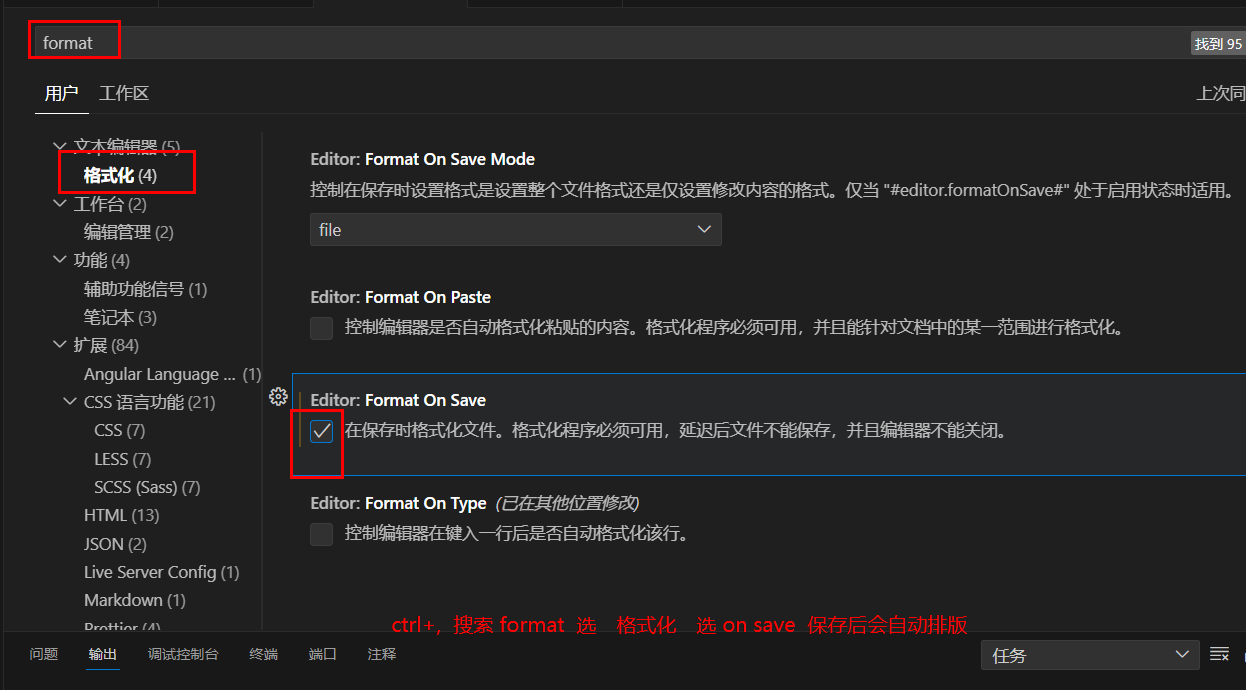 format
找到 95
用户 工作区
上次同
文本编辑器 (5)
格式化 (4)
工作台 (2)
编辑管理 (2)
功能 (4)
辅助功能信号 (1)
笔记本 (3)
扩展 (84)
Angular Language ... (1)
CSS 语言功能 (21)
CSS (7)
LESS (7)
SCSS (Sass) (7)
HTML (13)
JSON (2)
Live Server Config (1)
Markdown (1)
Prettier (4)
Editor: Format On Save Mode
控制在保存时设置格式是设置整个文件格式还是仅设置修改内容的格式。仅当 "#editor.formatOnSave#" 处于启用状态时适用。
file
Editor: Format On Paste
控制编辑器是否自动格式化粘贴的内容。格式化程序必须可用，并且能针对文档中的某一范围进行格式化。
Editor: Format On Save
在保存时格式化文件。格式化程序必须可用，延迟后文件不能保存，并且编辑器不能关闭。
Editor: Format On Type (已在其他位置修改)
控制编辑器在键入一行后是否自动格式化该行。
ctrl+，搜索 format 选 格式化 选 on save 保存后会自动排版
问题 输出 调试控制台 终端 端口 注释
任务